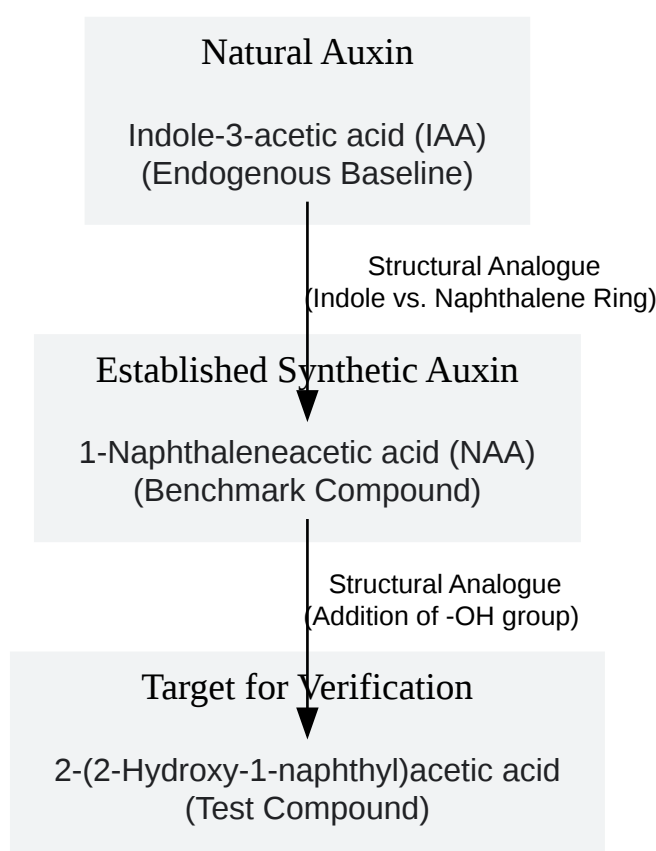 Natural Auxin
Indole-3-acetic acid (IAA)
(Endogenous Baseline)
Structural Analogue
(Indole vs. Naphthalene Ring)
Established Synthetic Auxin
1-Naphthaleneacetic acid (NAA)
(Benchmark Compound)
Structural Analogue
(Addition of -OH group)
Target for Verification
2-(2-Hydroxy-1-naphthyl)acetic acid
(Test Compound)